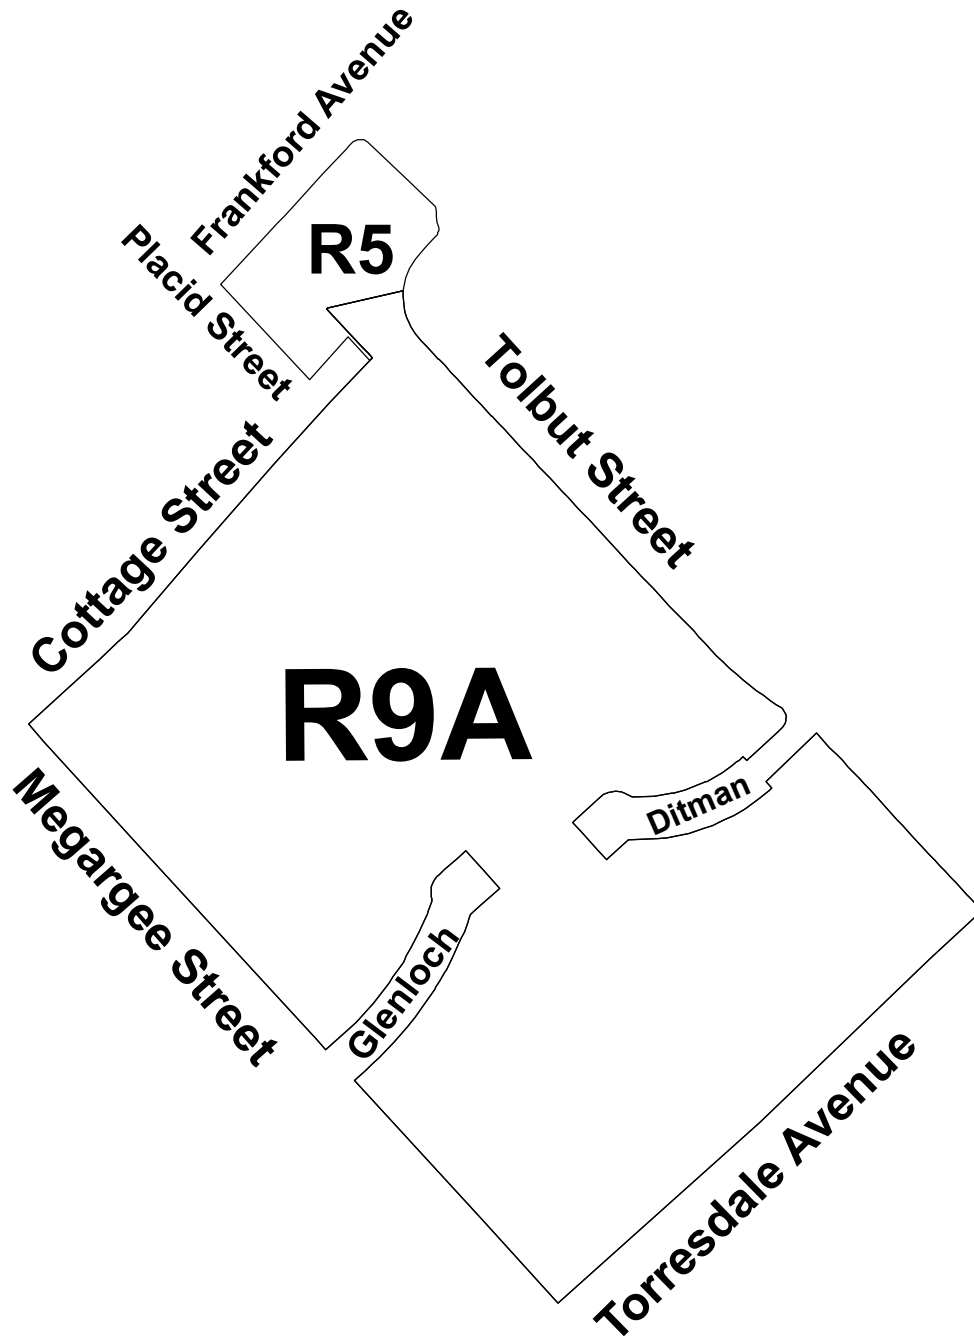 Frankford Avenue
R5
Placid Street
Tolbut Street
Cottage Street
R9A
Ditman
Megargee Street
Glenloch
Torresdale Avenue